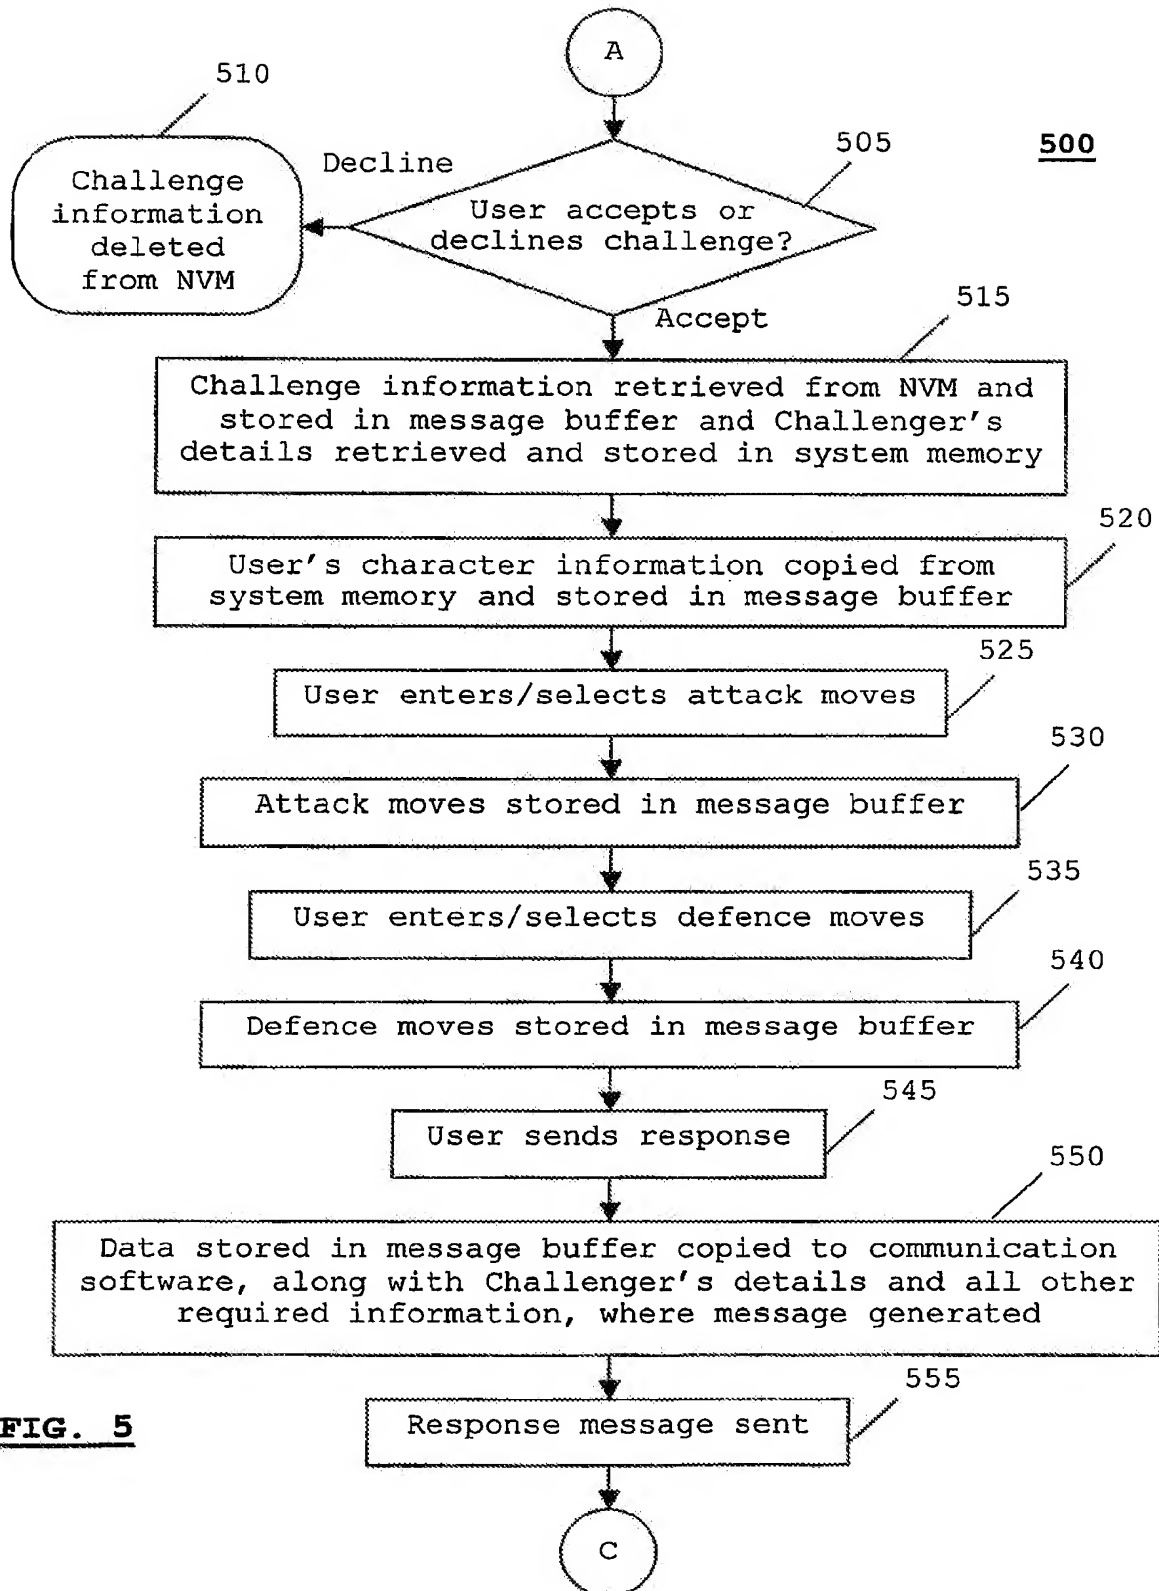 A
510
505
500
Decline
Challenge
information
deleted
from NVM
User accepts or
declines challenge?
Accept
515
Challenge information retrieved from NVM and
stored in message buffer and Challenger's
details retrieved and stored in system memory
520
User's character information copied from
system memory and stored in message buffer
525
User enters/selects attack moves
530
Attack moves stored in message buffer
535
User enters/selects defence moves
540
Defence moves stored in message buffer
545
User sends response
550
Data stored in message buffer copied to communication
software, along with Challenger's details and all other
required information, where message generated
555
Response message sent
FIG. 5
C